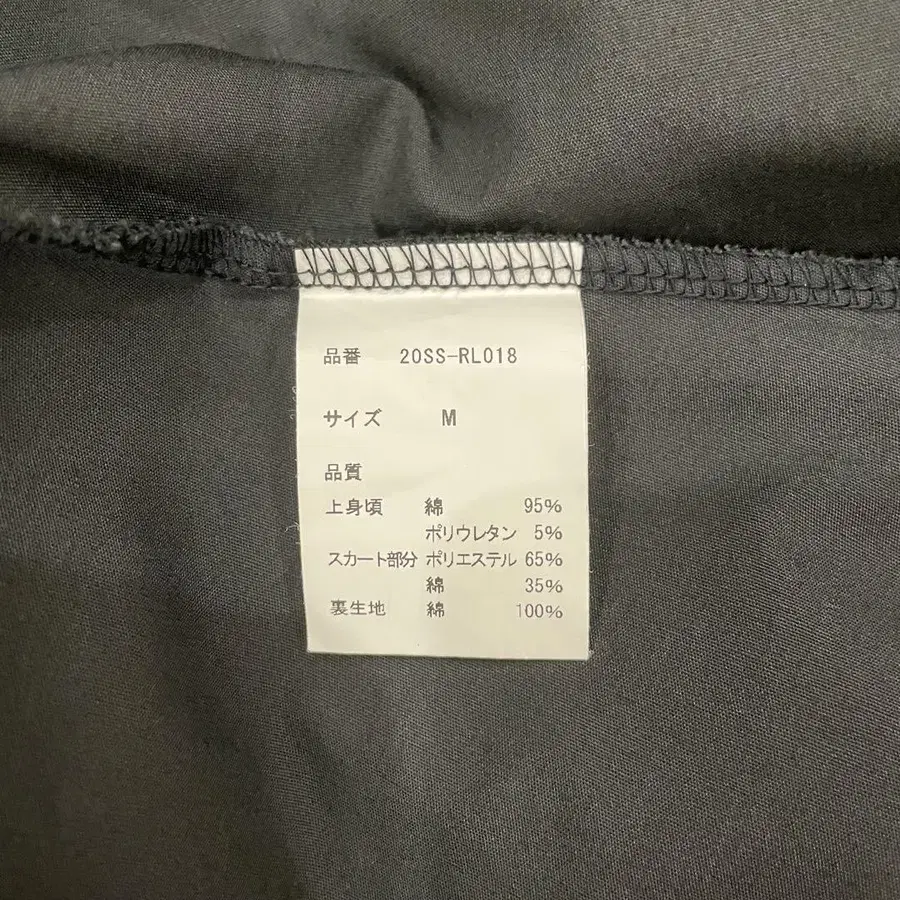 品番 20SS-RL018
サイズ M
品質
上身頃 綿 95%
ポリウレタン 5%
スカート部分 ポリエステル 65%
綿 35%
裏生地 綿 100%